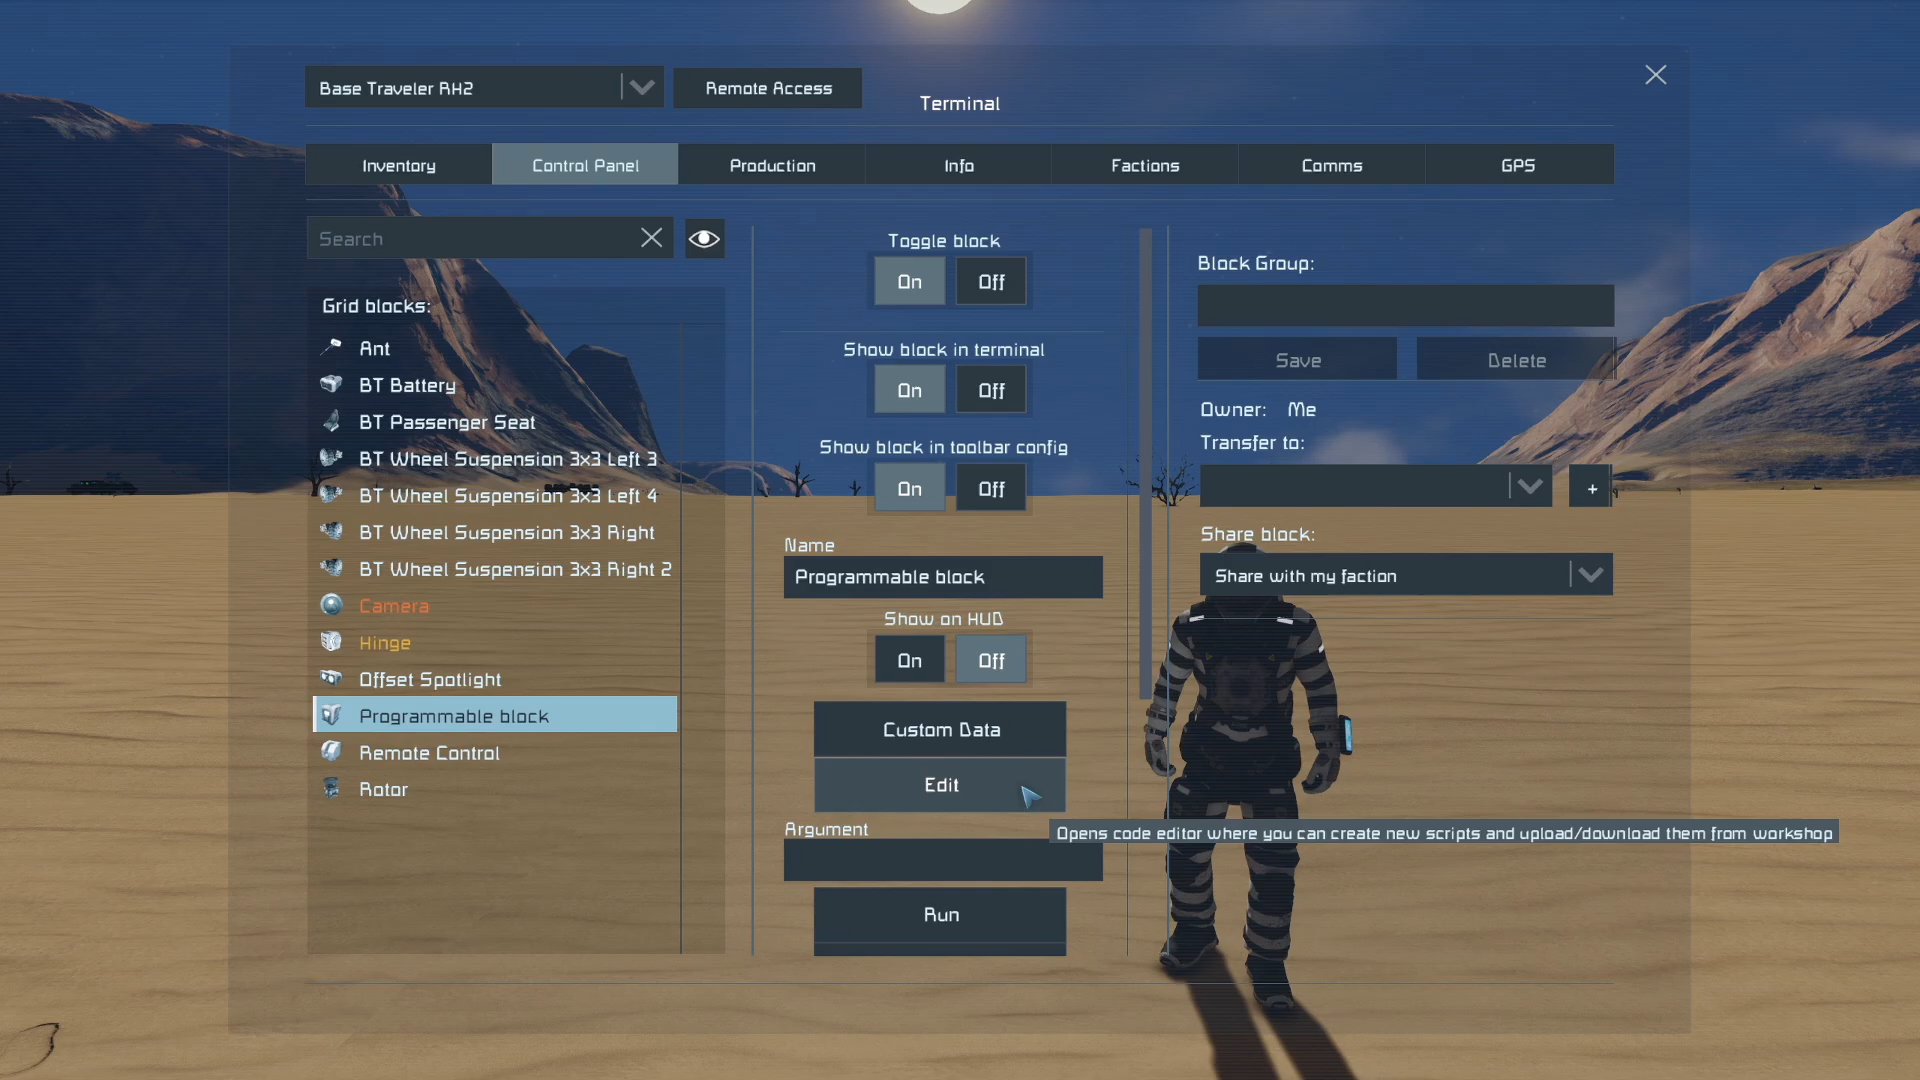 Base Traveler RH2
Remote Access
Terminal
Inventory
Control Panel
Production
Info
Factions
Comms
GPS
Search
Grid blocks:
Ant
BT Battery
BT Passenger Seat
BT Wheel Suspension 3x3 Left 3
BT Wheel Suspension 3x3 Left 4
BT Wheel Suspension 3x3 Right
BT Wheel Suspension 3x3 Right 2
Camera
Hinge
Offset Spotlight
Programmable block
Remote Control
Rotor
Toggle block
On Off
Show block in terminal
On Off
Show block in toolbar config
On Off
Name
Programmable block
Show on HUD
On Off
Custom Data
Edit
Argument
Run
Opens code editor where you can create new scripts and upload/download them from workshop
Block Group:
Save
Delete
Owner: Me
Transfer to:
+
Share block:
Share with my faction